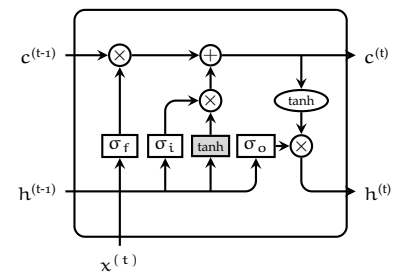 c^(t-1) × + c^(t)
tanh
×
σ_f σ_i tanh σ_o ×
h^(t-1) h^(t)
x^(t)